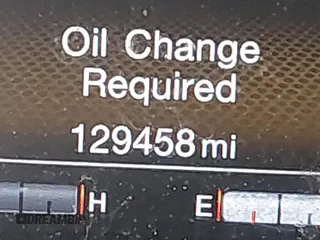 Oil Change
Required
129458 mi
H E